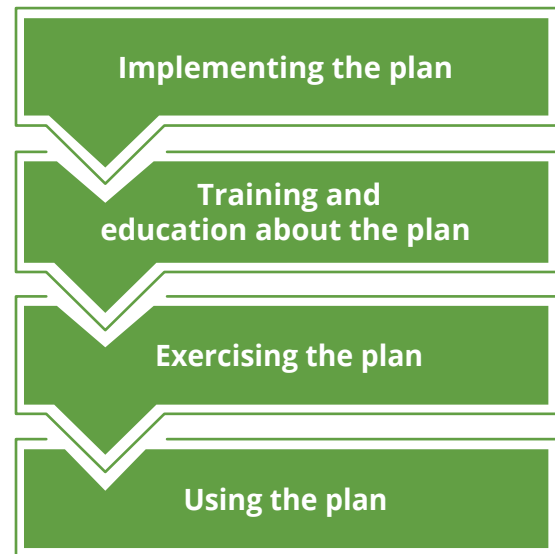 Implementing the plan
Training and
education about the plan
Exercising the plan
Using the plan